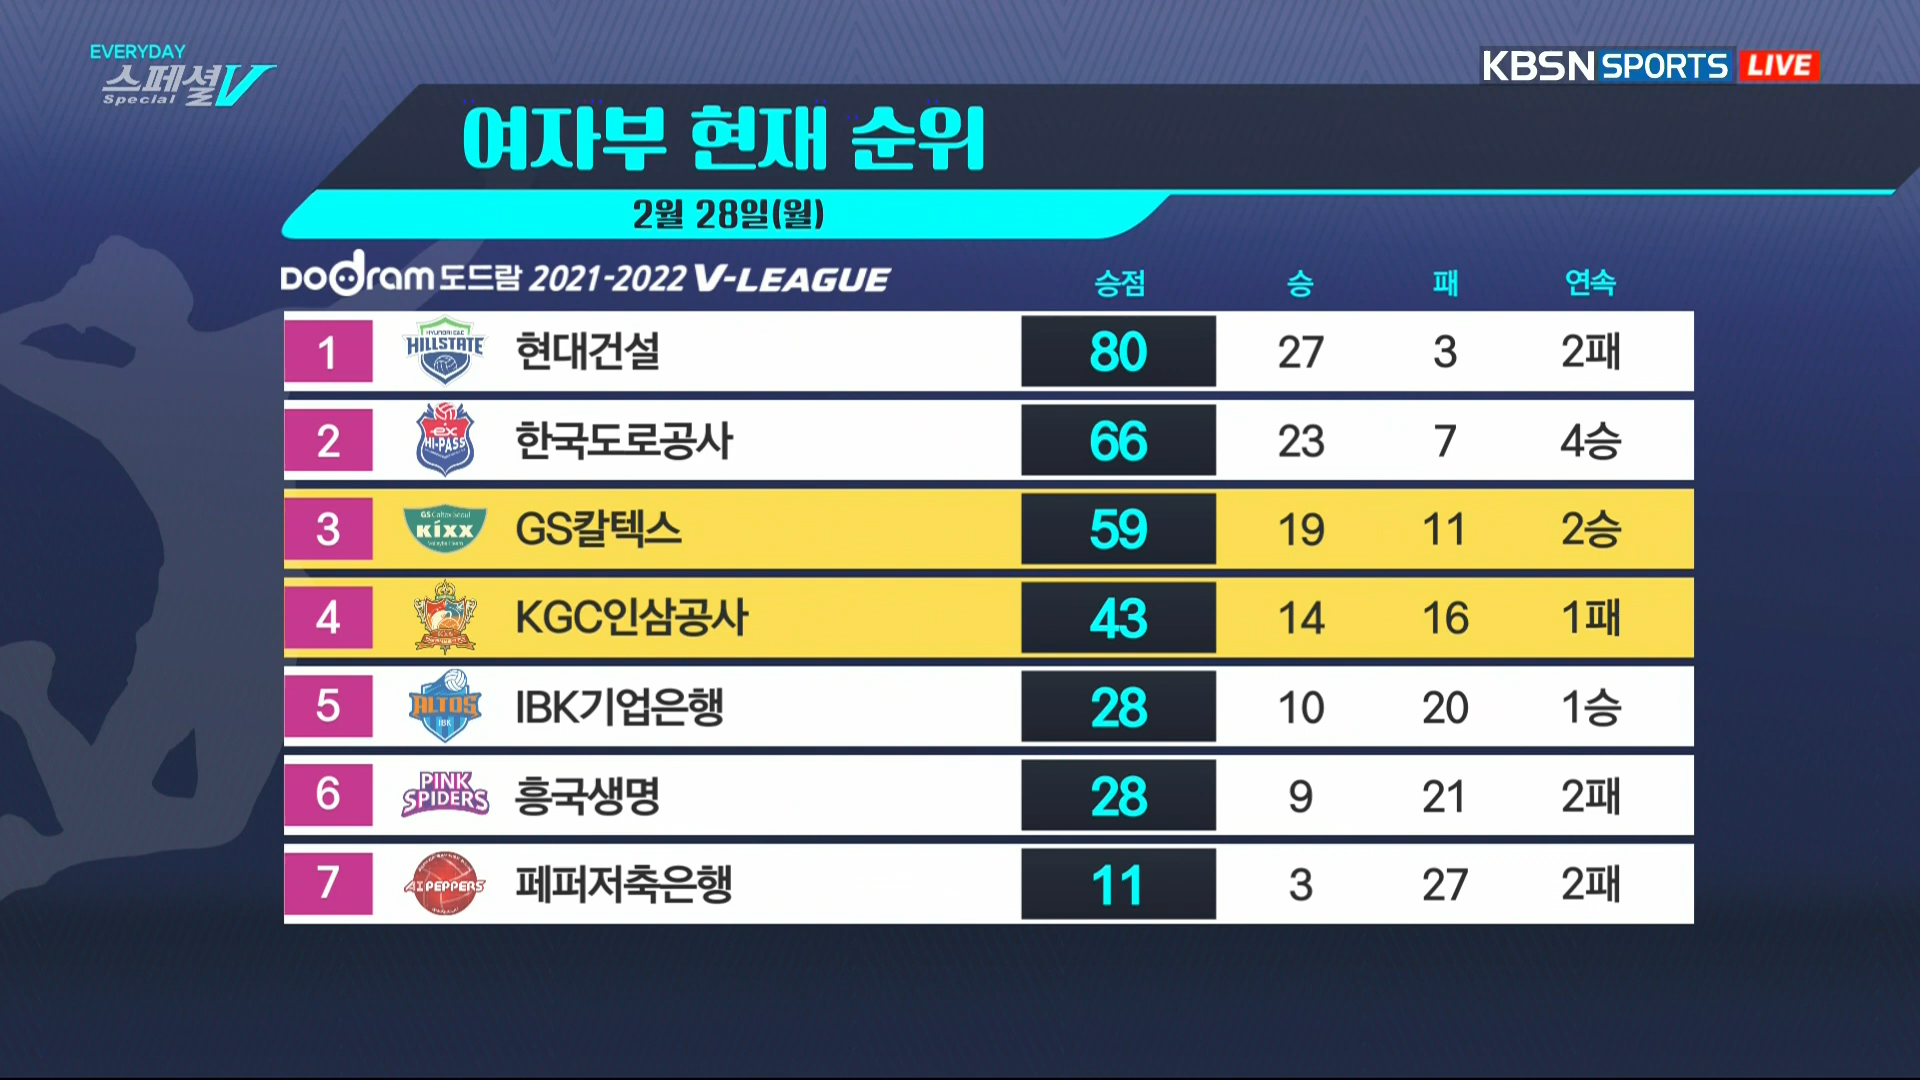 EVERYDAY
스페셜V
Special
KBSN SPORTS LIVE
여자부 현재 순위
2월 28일(월)
Dodram 도드람 2021-2022 V-LEAGUE 승점 승 패 연속
1 HYUNDAI E&C HILLSTATE 현대건설 80 27 3 2패
2 ex HI-PASS 한국도로공사 66 23 7 4승
3 GS Caltex Seoul KIXX Volleyball Team GS칼텍스 59 19 11 2승
4 KGC인삼공사 43 14 16 1패
5 ALTOS IBK IBK기업은행 28 10 20 1승
6 PINK SPIDERS 흥국생명 28 9 21 2패
7 AI PEPPERS 페퍼저축은행 11 3 27 2패